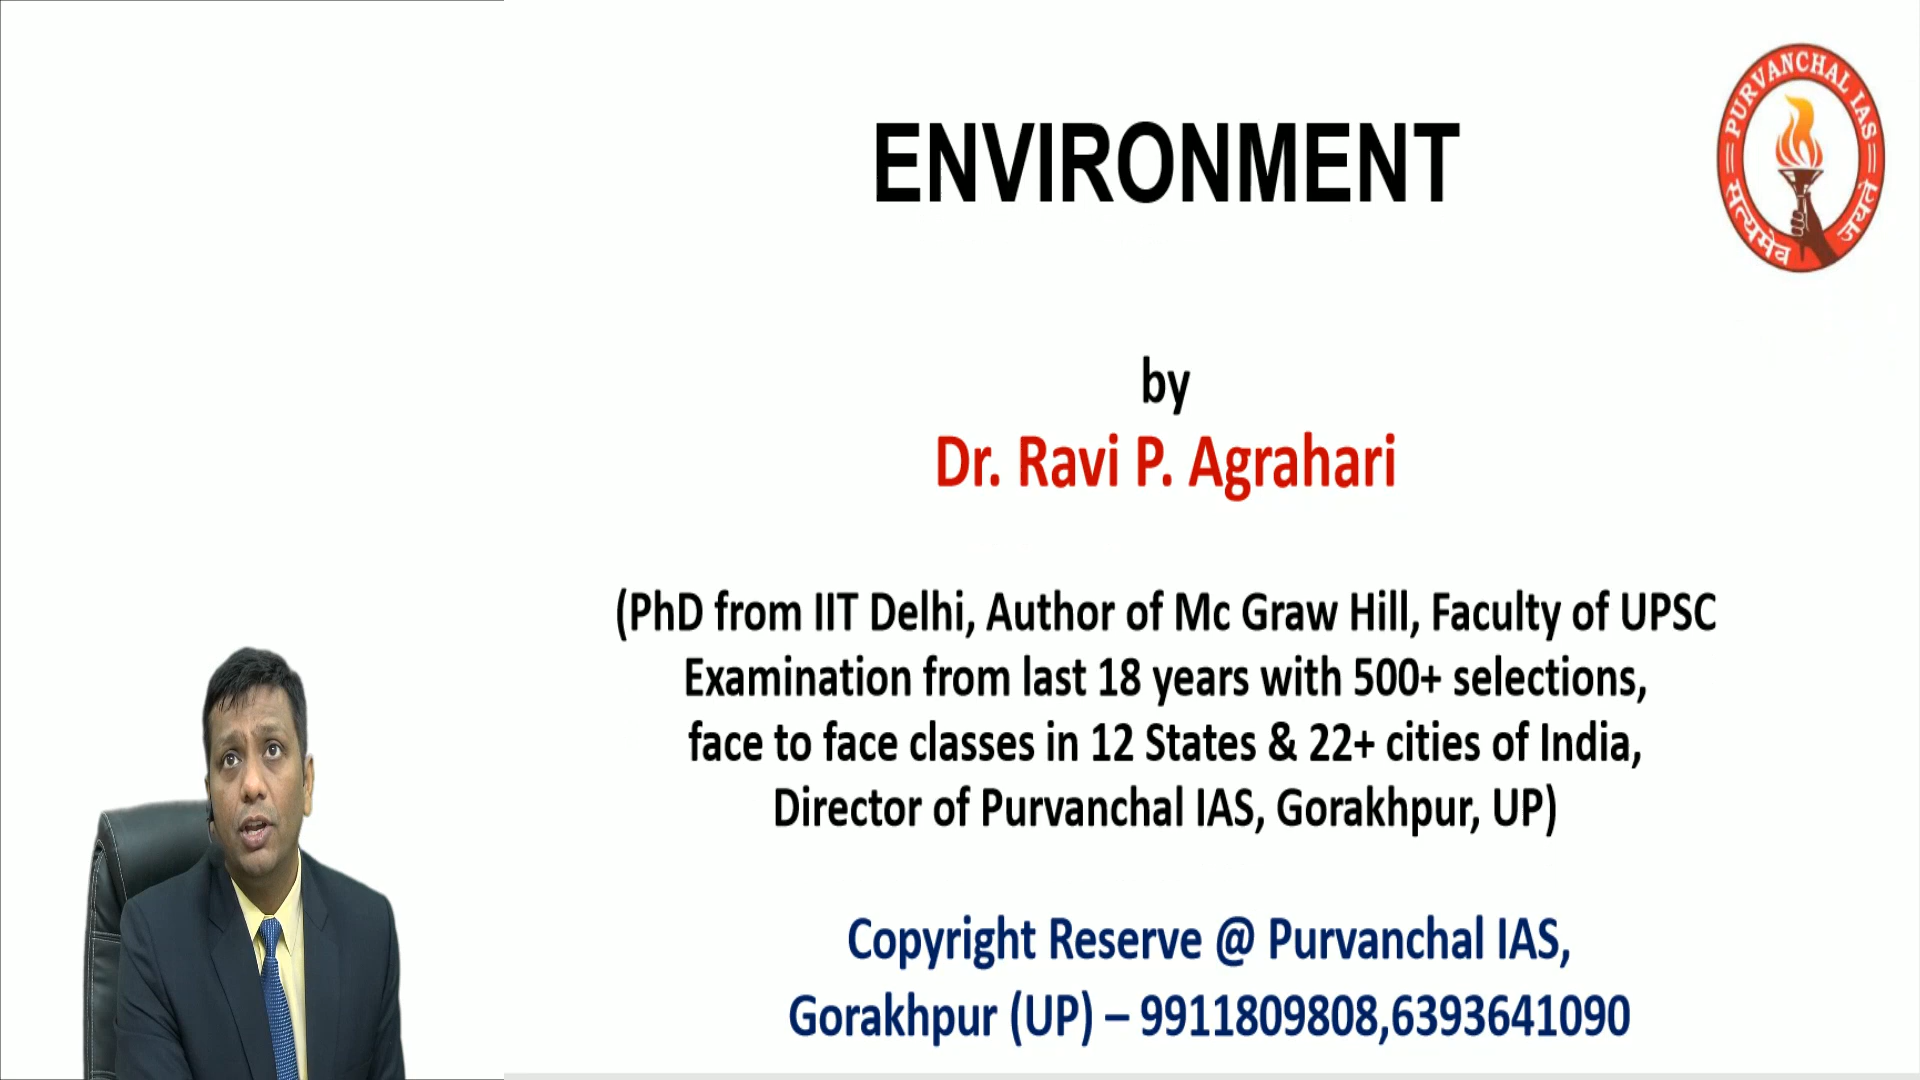 PURVANCHAL IAS
सत्यमेव जयते
ENVIRONMENT
by
Dr. Ravi P. Agrahari
(PhD from IIT Delhi, Author of Mc Graw Hill, Faculty of UPSC
Examination from last 18 years with 500+ selections,
face to face classes in 12 States & 22+ cities of India,
Director of Purvanchal IAS, Gorakhpur, UP)
Copyright Reserve @ Purvanchal IAS,
Gorakhpur (UP) – 9911809808,6393641090